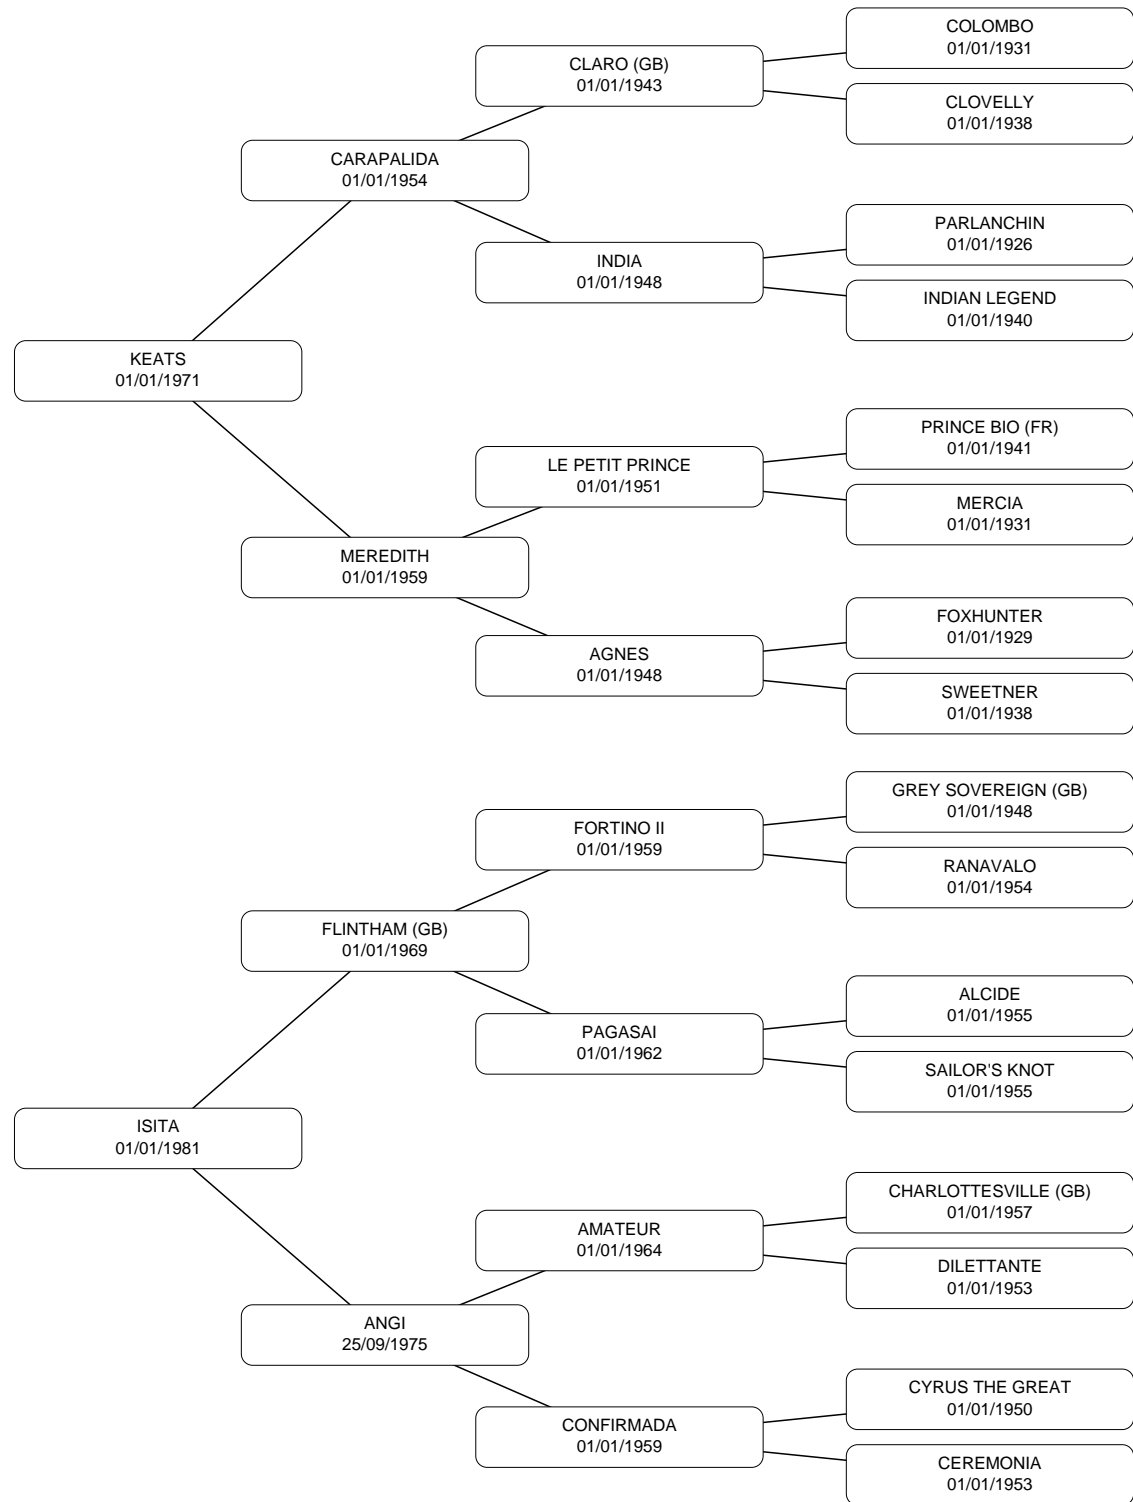 COLOMBO
01/01/1931
CLARO (GB)
01/01/1943
CLOVELLY
01/01/1938
CARAPALIDA
01/01/1954
PARLANCHIN
01/01/1926
INDIA
01/01/1948
INDIAN LEGEND
01/01/1940
KEATS
01/01/1971
PRINCE BIO (FR)
01/01/1941
LE PETIT PRINCE
01/01/1951
MERCIA
01/01/1931
MEREDITH
01/01/1959
FOXHUNTER
01/01/1929
AGNES
01/01/1948
SWEETNER
01/01/1938
GREY SOVEREIGN (GB)
01/01/1948
FORTINO II
01/01/1959
RANAVALO
01/01/1954
FLINTHAM (GB)
01/01/1969
ALCIDE
01/01/1955
PAGASAI
01/01/1962
SAILOR'S KNOT
01/01/1955
ISITA
01/01/1981
CHARLOTTESVILLE (GB)
01/01/1957
AMATEUR
01/01/1964
DILETTANTE
01/01/1953
ANGI
25/09/1975
CYRUS THE GREAT
01/01/1950
CONFIRMADA
01/01/1959
CEREMONIA
01/01/1953